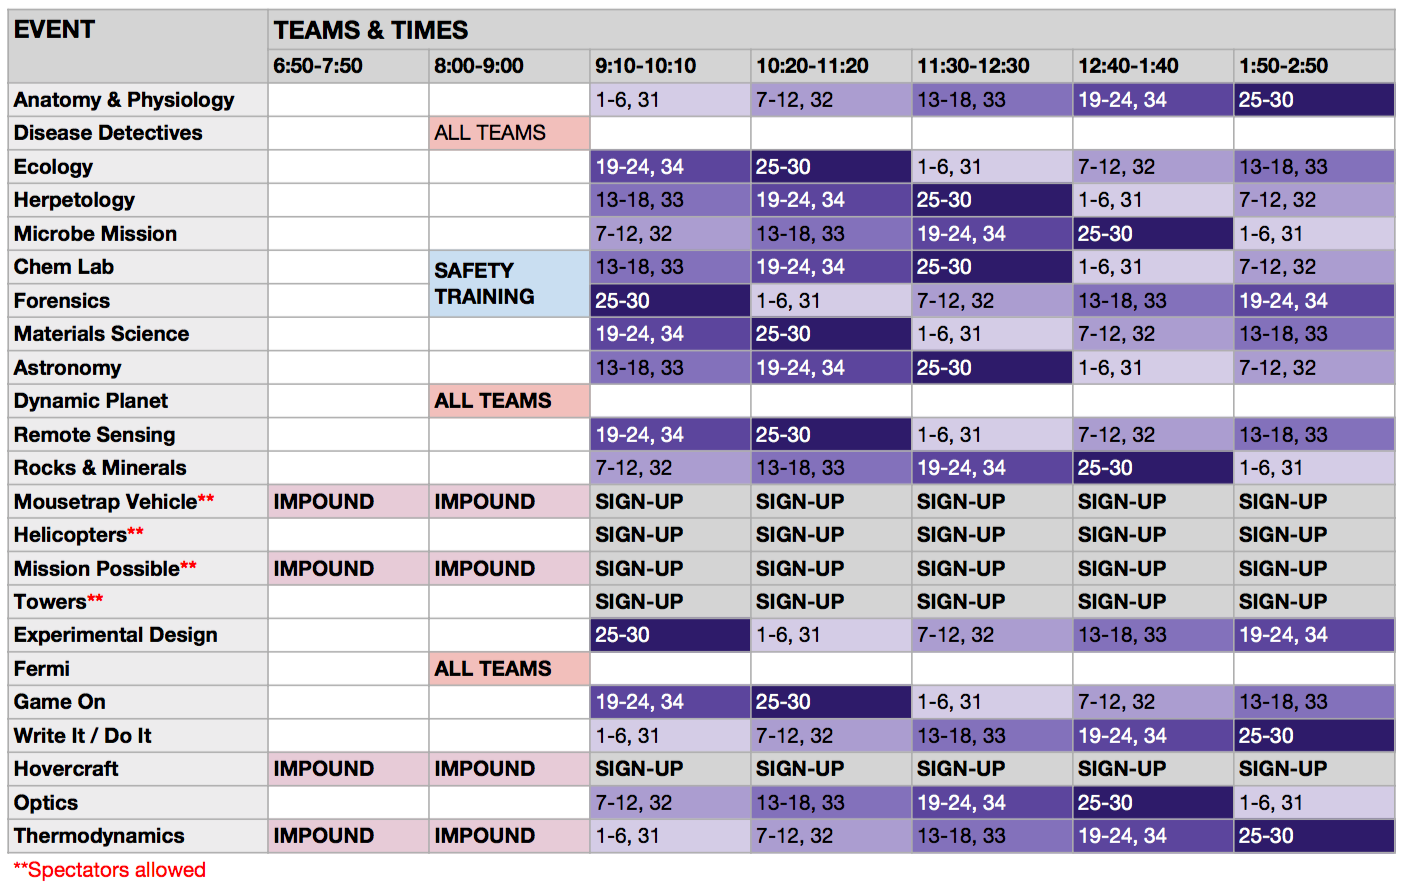 EVENT TEAMS & TIMES
6:50-7:50 8:00-9:00 9:10-10:10 10:20-11:20 11:30-12:30 12:40-1:40 1:50-2:50
Anatomy & Physiology 1-6, 31 7-12, 32 13-18, 33 19-24, 34 25-30
Disease Detectives ALL TEAMS
Ecology 19-24, 34 25-30 1-6, 31 7-12, 32 13-18, 33
Herpetology 13-18, 33 19-24, 34 25-30 1-6, 31 7-12, 32
Microbe Mission 7-12, 32 13-18, 33 19-24, 34 25-30 1-6, 31
Chem Lab SAFETY TRAINING 13-18, 33 19-24, 34 25-30 1-6, 31 7-12, 32
Forensics 25-30 1-6, 31 7-12, 32 13-18, 33 19-24, 34
Materials Science 19-24, 34 25-30 1-6, 31 7-12, 32 13-18, 33
Astronomy 13-18, 33 19-24, 34 25-30 1-6, 31 7-12, 32
Dynamic Planet ALL TEAMS
Remote Sensing 19-24, 34 25-30 1-6, 31 7-12, 32 13-18, 33
Rocks & Minerals 7-12, 32 13-18, 33 19-24, 34 25-30 1-6, 31
Mousetrap Vehicle** IMPOUND IMPOUND SIGN-UP SIGN-UP SIGN-UP SIGN-UP SIGN-UP
Helicopters** SIGN-UP SIGN-UP SIGN-UP SIGN-UP SIGN-UP
Mission Possible** IMPOUND IMPOUND SIGN-UP SIGN-UP SIGN-UP SIGN-UP SIGN-UP
Towers** SIGN-UP SIGN-UP SIGN-UP SIGN-UP SIGN-UP
Experimental Design 25-30 1-6, 31 7-12, 32 13-18, 33 19-24, 34
Fermi ALL TEAMS
Game On 19-24, 34 25-30 1-6, 31 7-12, 32 13-18, 33
Write It / Do It 1-6, 31 7-12, 32 13-18, 33 19-24, 34 25-30
Hovercraft IMPOUND IMPOUND SIGN-UP SIGN-UP SIGN-UP SIGN-UP SIGN-UP
Optics 7-12, 32 13-18, 33 19-24, 34 25-30 1-6, 31
Thermodynamics IMPOUND IMPOUND 1-6, 31 7-12, 32 13-18, 33 19-24, 34 25-30
**Spectators allowed